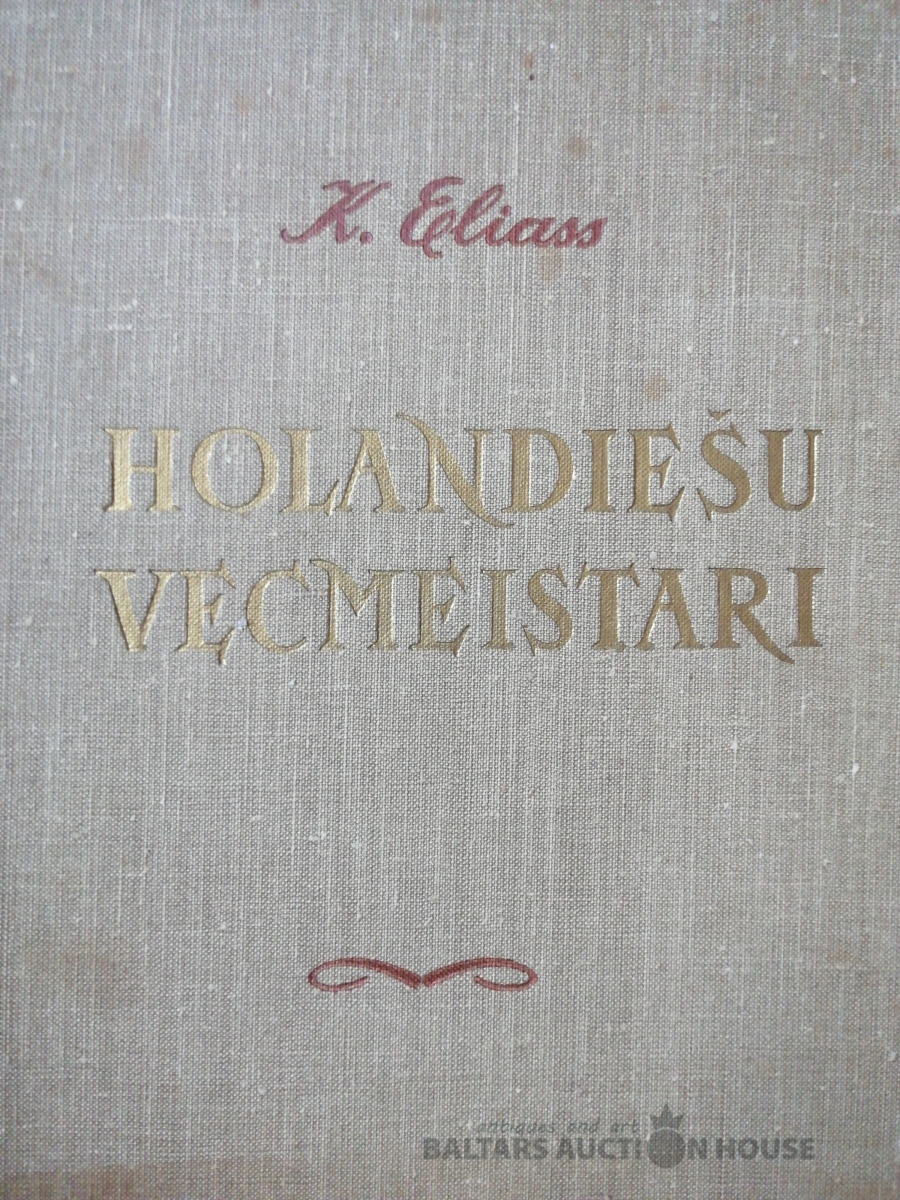 K. Eliass
HOLANDIEŠU
VECMEISTARI
antiques and art
BALTARS AUCTION HOUSE